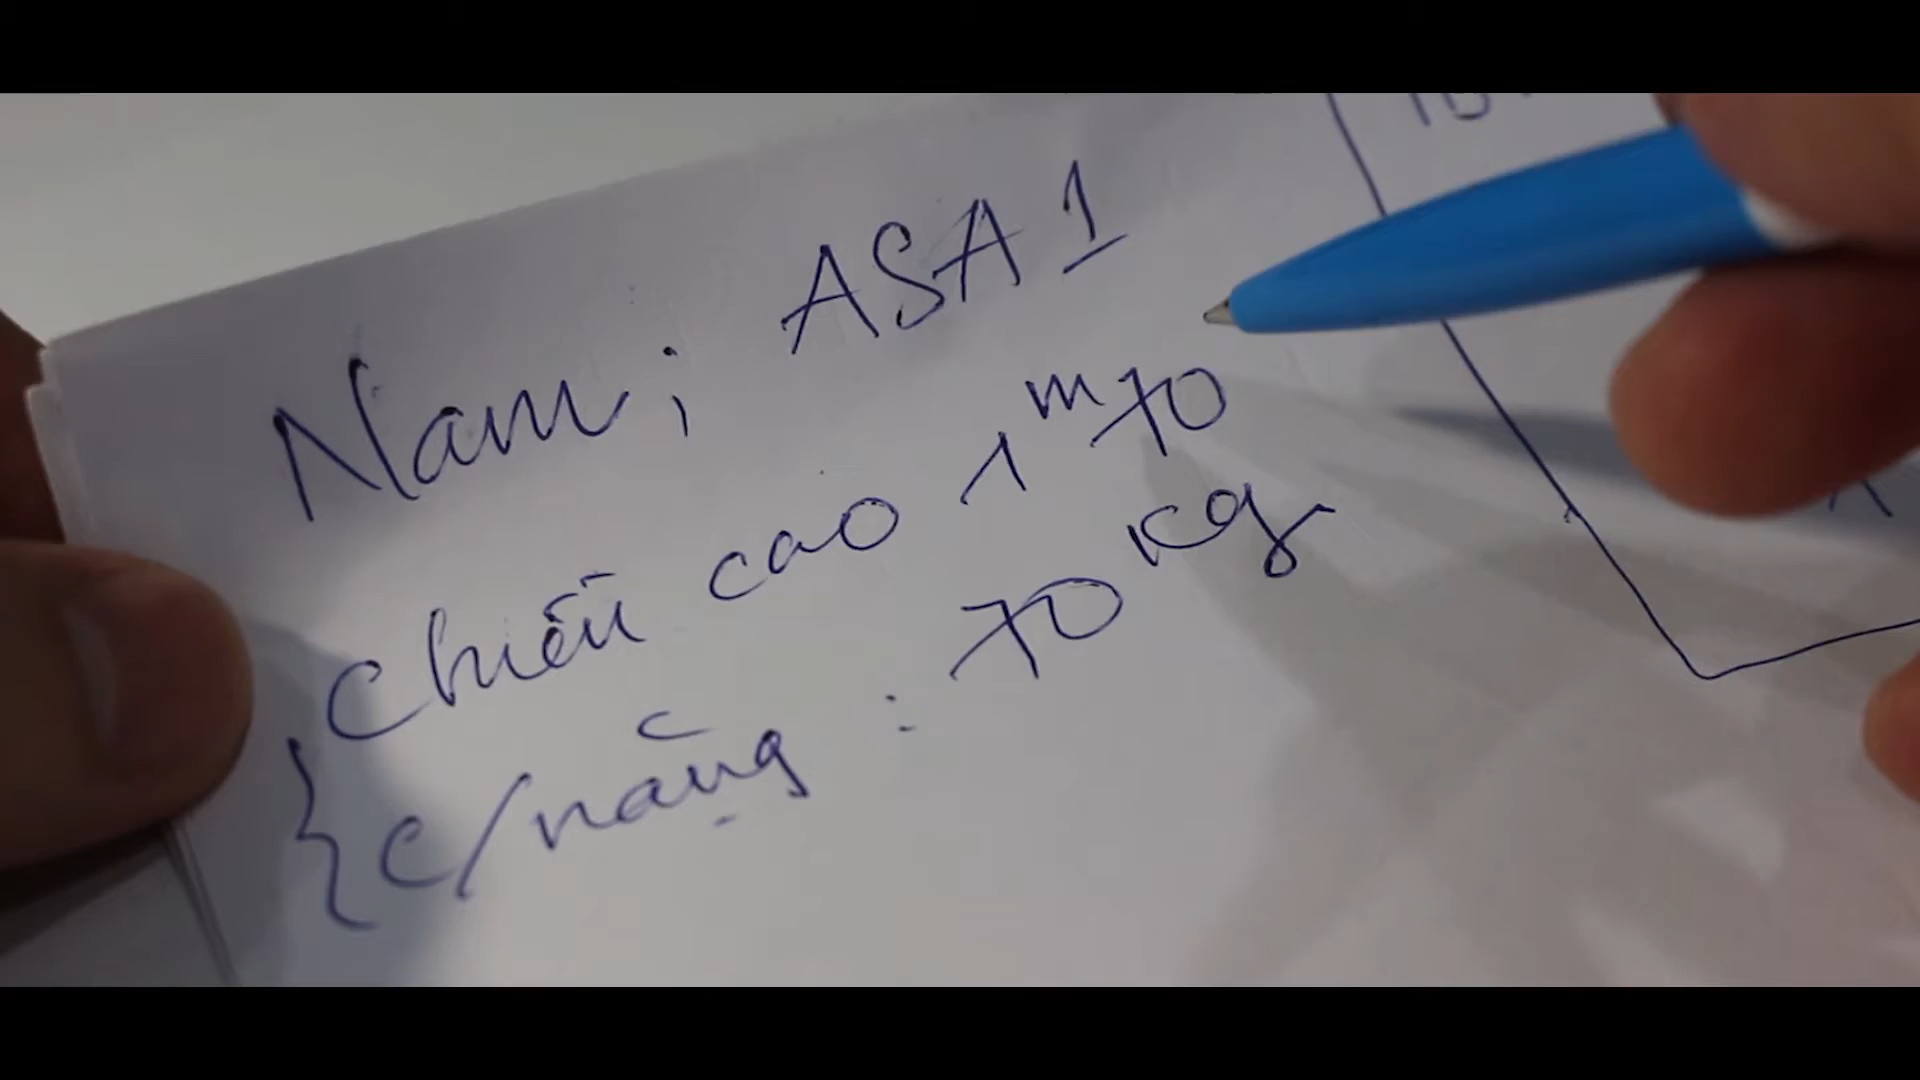 Nam; ASA 1
Chiều cao 1m70
c/nặng : 70 kg